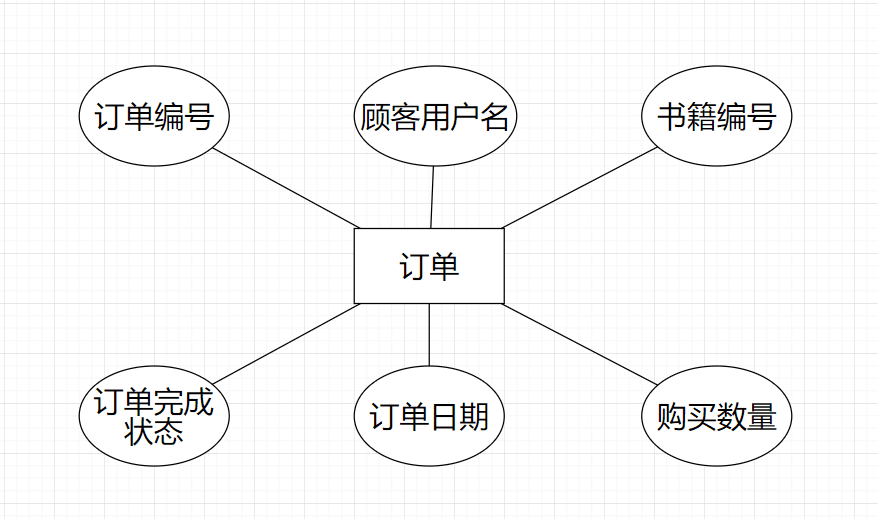 订单编号
顾客用户名
书籍编号
订单
订单完成
状态
订单日期
购买数量